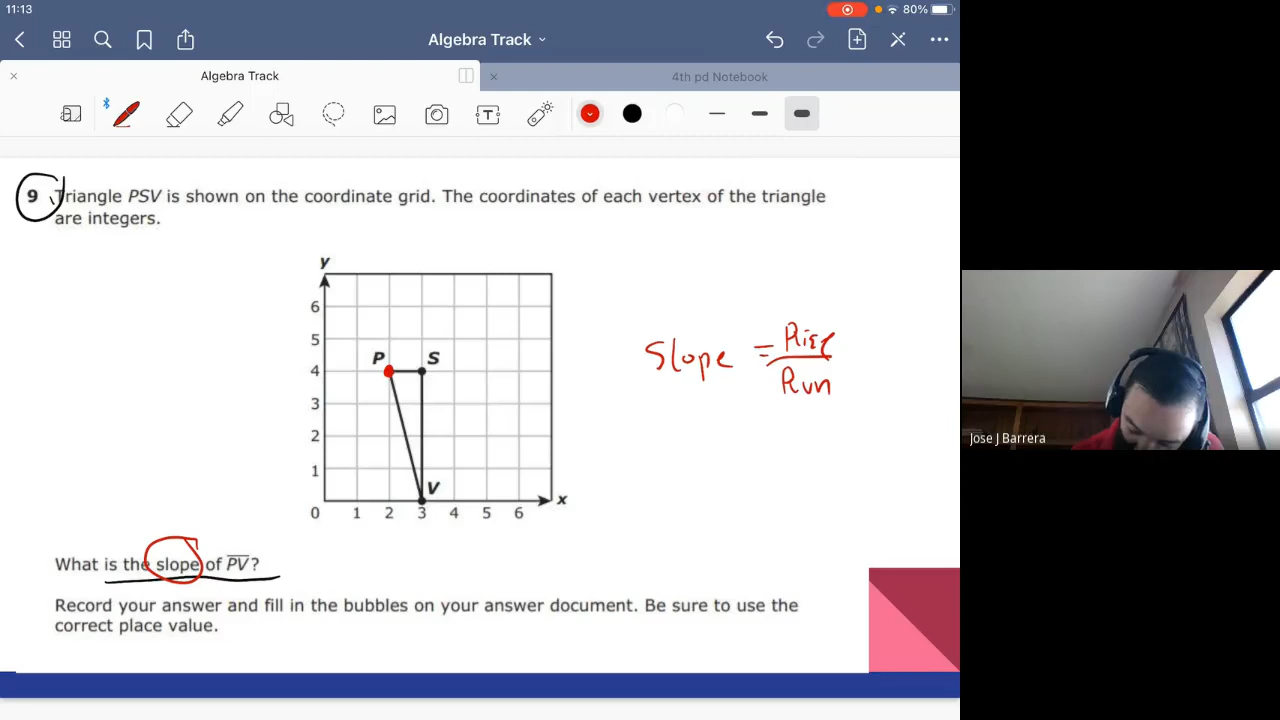 11:13
80%
Algebra Track
Algebra Track
4th pd Notebook
T
9 Triangle PSV is shown on the coordinate grid. The coordinates of each vertex of the triangle
are integers.
y
6
5
P S
4
3
2
1
V
x
0 1 2 3 4 5 6
Slope = Rise
Run
Jose J Barrera
What is the slope of PV?
Record your answer and fill in the bubbles on your answer document. Be sure to use the
correct place value.